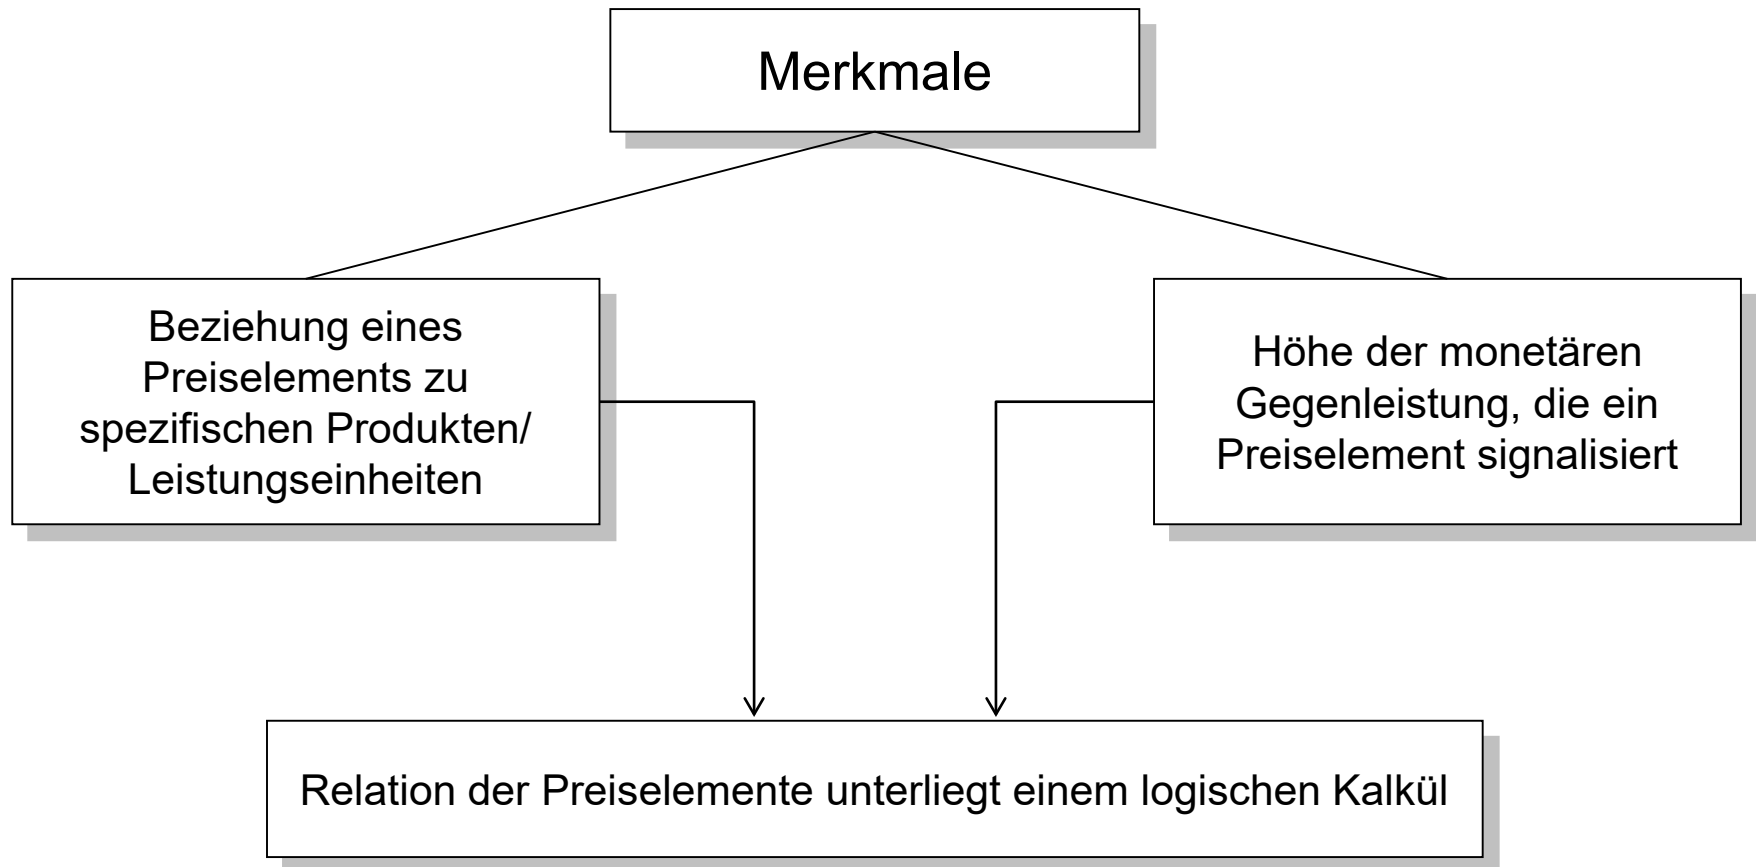 Merkmale
Beziehung eines
Preiselements zu
spezifischen Produkten/
Leistungseinheiten
Höhe der monetären
Gegenleistung, die ein
Preiselement signalisiert
Relation der Preiselemente unterliegt einem logischen Kalkül